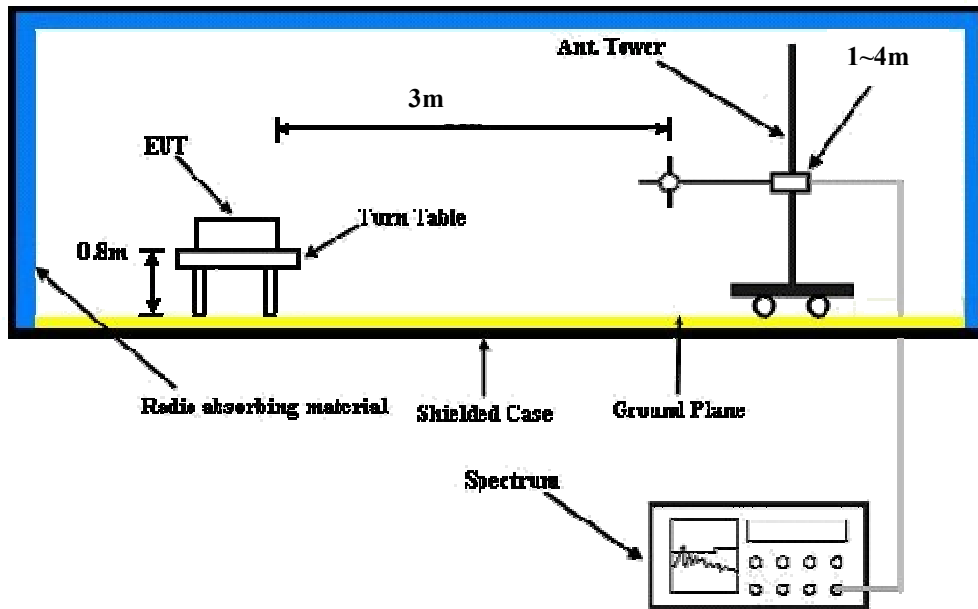 Ant. Tower
1~4m
3m
EUT
Turn Table
0.8m
Radio absorbing material
Shielded Case
Ground Plane
Spectrum